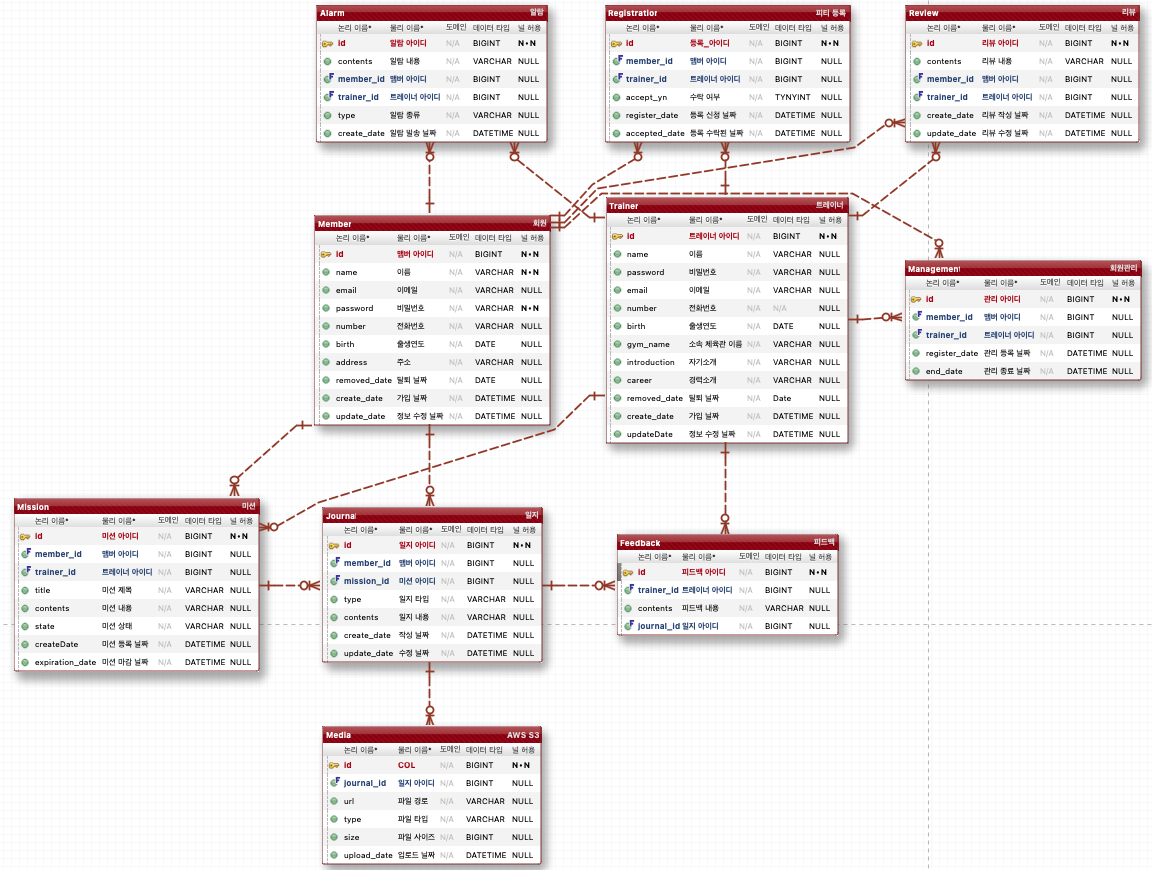 Alarm 알람
논리 이름* 물리 이름* 도메인 데이터 타입 널 허용
id 알람 아이디 N/A BIGINT N•N
contents 알람 내용 N/A VARCHAR NULL
member_id 맴버 아이디 N/A BIGINT NULL
trainer_id 트레이너 아이디 N/A BIGINT NULL
type 알람 종류 N/A VARCHAR NULL
create_date 알람 발송 날짜 N/A DATETIME NULL
Registration 피티 등록
논리 이름* 물리 이름* 도메인 데이터 타입 널 허용
id 등록_아이디 N/A BIGINT N•N
member_id 맴버 아이디 N/A BIGINT NULL
trainer_id 트레이너 아이디 N/A BIGINT NULL
accept_yn 수락 여부 N/A TYNYINT NULL
register_date 등록 신청 날짜 N/A DATETIME NULL
accepted_date 등록 수락된 날짜 N/A DATETIME NULL
Review 리뷰
논리 이름* 물리 이름* 도메인 데이터 타입 널 허용
id 리뷰 아이디 N/A BIGINT N•N
contents 리뷰 내용 N/A VARCHAR NULL
member_id 맴버 아이디 N/A BIGINT NULL
trainer_id 트레이너 아이디 N/A BIGINT NULL
create_date 리뷰 작성 날짜 N/A DATETIME NULL
update_date 리뷰 수정 날짜 N/A DATETIME NULL
Member 회원
논리 이름* 물리 이름* 도메인 데이터 타입 널 허용
id 맴버 아이디 N/A BIGINT N•N
name 이름 N/A VARCHAR N•N
email 이메일 N/A VARCHAR NULL
password 비밀번호 N/A VARCHAR N•N
number 전화번호 N/A VARCHAR NULL
birth 출생연도 N/A DATE NULL
address 주소 N/A VARCHAR NULL
removed_date 탈퇴 날짜 N/A DATE NULL
create_date 가입 날짜 N/A DATETIME NULL
update_date 정보 수정 날짜 N/A DATETIME NULL
Trainer 트레이너
논리 이름* 물리 이름* 도메인 데이터 타입 널 허용
id 트레이너 아이디 N/A BIGINT N•N
name 이름 N/A VARCHAR NULL
password 비밀번호 N/A VARCHAR NULL
email 이메일 N/A VARCHAR NULL
number 전화번호 N/A N/A NULL
birth 출생연도 N/A DATE NULL
gym_name 소속 체육관 이름 N/A VARCHAR NULL
introduction 자기소개 N/A VARCHAR NULL
career 경력소개 N/A VARCHAR NULL
removed_date 탈퇴 날짜 N/A Date NULL
create_date 가입 날짜 N/A DATETIME NULL
updateDate 정보 수정 날짜 N/A DATETIME NULL
Management 회원관리
논리 이름* 물리 이름* 도메인 데이터 타입 널 허용
id 관리 아이디 N/A BIGINT N•N
member_id 맴버 아이디 N/A BIGINT NULL
trainer_id 트레이너 아이디 N/A BIGINT NULL
register_date 관리 등록 날짜 N/A DATETIME NULL
end_date 관리 종료 날짜 N/A DATETIME NULL
Mission 미션
논리 이름* 물리 이름* 도메인 데이터 타입 널 허용
id 미션 아이디 N/A BIGINT N•N
member_id 맴버 아이디 N/A BIGINT NULL
trainer_id 트레이너 아이디 N/A BIGINT NULL
title 미션 제목 N/A VARCHAR NULL
contents 미션 내용 N/A VARCHAR NULL
state 미션 상태 N/A VARCHAR NULL
createDate 미션 등록 날짜 N/A DATETIME NULL
expiration_date 미션 마감 날짜 N/A DATETIME NULL
Journal 일지
논리 이름* 물리 이름* 도메인 데이터 타입 널 허용
id 일지 아이디 N/A BIGINT N•N
member_id 맴버 아이디 N/A BIGINT NULL
mission_id 미션 아이디 N/A BIGINT NULL
type 일지 타입 N/A VARCHAR NULL
contents 일지 내용 N/A VARCHAR NULL
create_date 작성 날짜 N/A DATETIME NULL
update_date 수정 날짜 N/A DATETIME NULL
Feedback 피드백
논리 이름* 물리 이름* 도메인 데이터 타입 널 허용
id 피드백 아이디 N/A BIGINT N•N
trainer_id 트레이너 아이디 N/A BIGINT NULL
contents 피드백 내용 N/A VARCHAR NULL
journal_id 일지 아이디 N/A BIGINT NULL
Media AWS S3
논리 이름* 물리 이름* 도메인 데이터 타입 널 허용
id COL N/A BIGINT N•N
journal_id 일지 아이디 N/A BIGINT NULL
url 파일 경로 N/A VARCHAR NULL
type 파일 타입 N/A VARCHAR NULL
size 파일 사이즈 N/A BIGINT NULL
upload_date 업로드 날짜 N/A DATETIME NULL